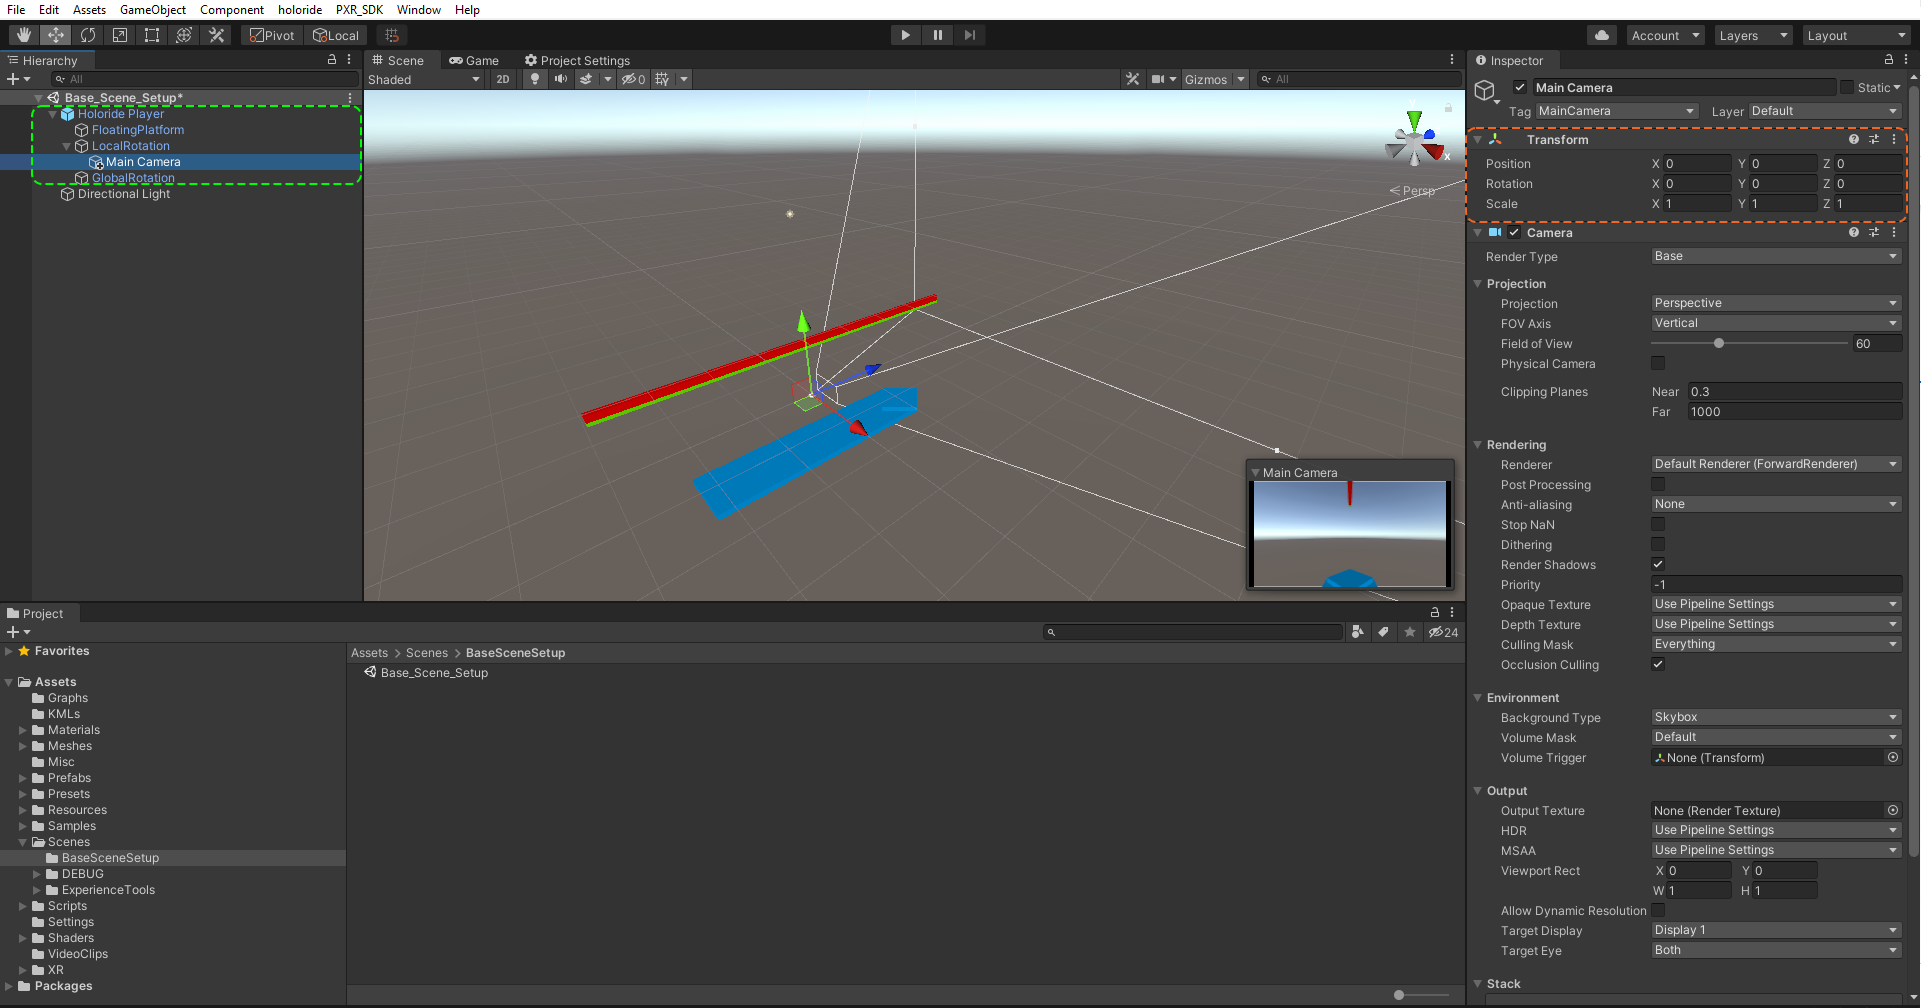 File Edit Assets GameObject Component holoride PXR_SDK Window Help
Pivot Local Account Layers Layout
Hierarchy
All
Base_Scene_Setup*
Holoride Player
FloatingPlatform
LocalRotation
Main Camera
GlobalRotation
Directional Light
Scene Game Project Settings
Shaded 2D 0 Gizmos All
x
Persp
Main Camera
Inspector
Main Camera Static
Tag MainCamera Layer Default
Transform
Position X 0 Y 0 Z 0
Rotation X 0 Y 0 Z 0
Scale X 1 Y 1 Z 1
Camera
Render Type Base
Projection
Projection Perspective
FOV Axis Vertical
Field of View 60
Physical Camera
Clipping Planes Near 0.3
Far 1000
Rendering
Renderer Default Renderer (ForwardRenderer)
Post Processing
Anti-aliasing None
Stop NaN
Dithering
Render Shadows
Priority -1
Opaque Texture Use Pipeline Settings
Depth Texture Use Pipeline Settings
Culling Mask Everything
Occlusion Culling
Environment
Background Type Skybox
Volume Mask Default
Volume Trigger None (Transform)
Output
Output Texture None (Render Texture)
HDR Use Pipeline Settings
MSAA Use Pipeline Settings
Viewport Rect X 0 Y 0
W 1 H 1
Allow Dynamic Resolution
Target Display Display 1
Target Eye Both
Stack
Project
24
Favorites
Assets
Graphs
KMLs
Materials
Meshes
Misc
Prefabs
Presets
Resources
Samples
Scenes
BaseSceneSetup
DEBUG
ExperienceTools
Scripts
Settings
Shaders
VideoClips
XR
Packages
Assets > Scenes > BaseSceneSetup
Base_Scene_Setup